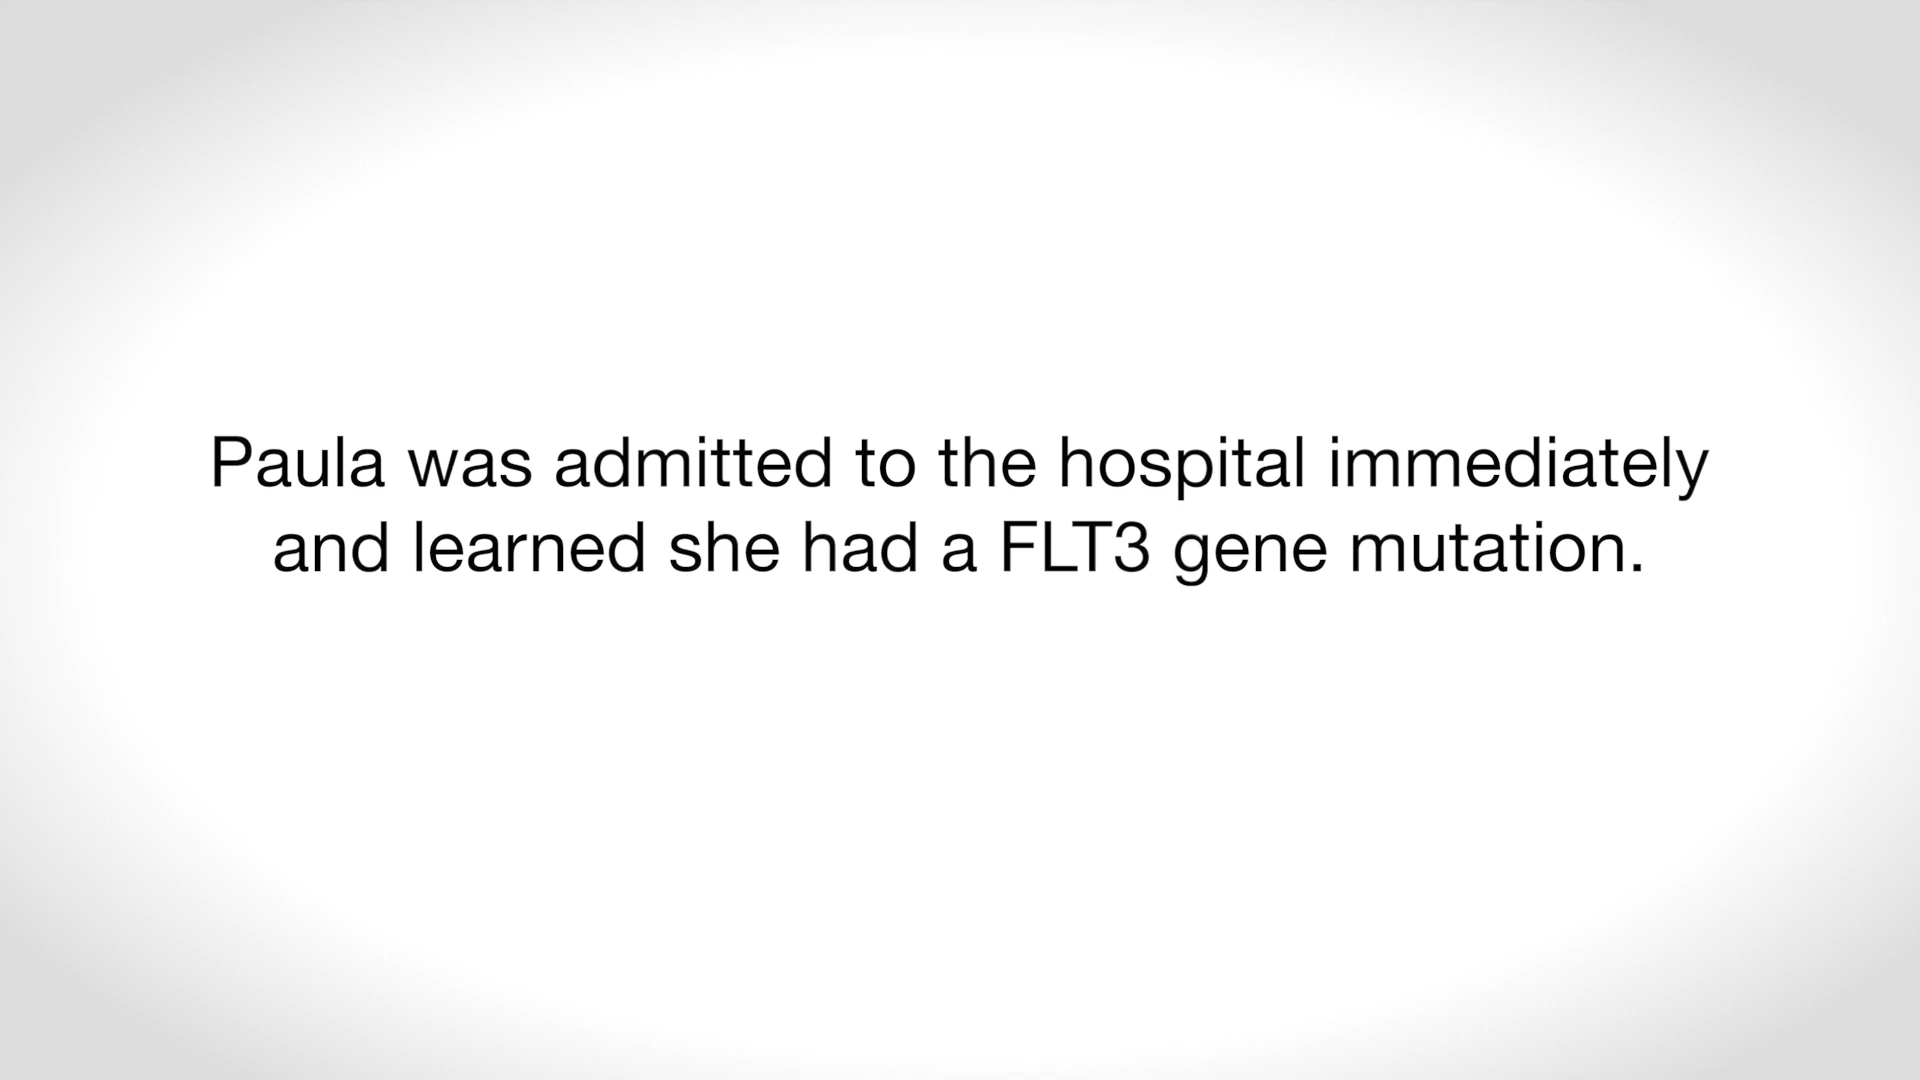 Paula was admitted to the hospital immediately
and learned she had a FLT3 gene mutation.